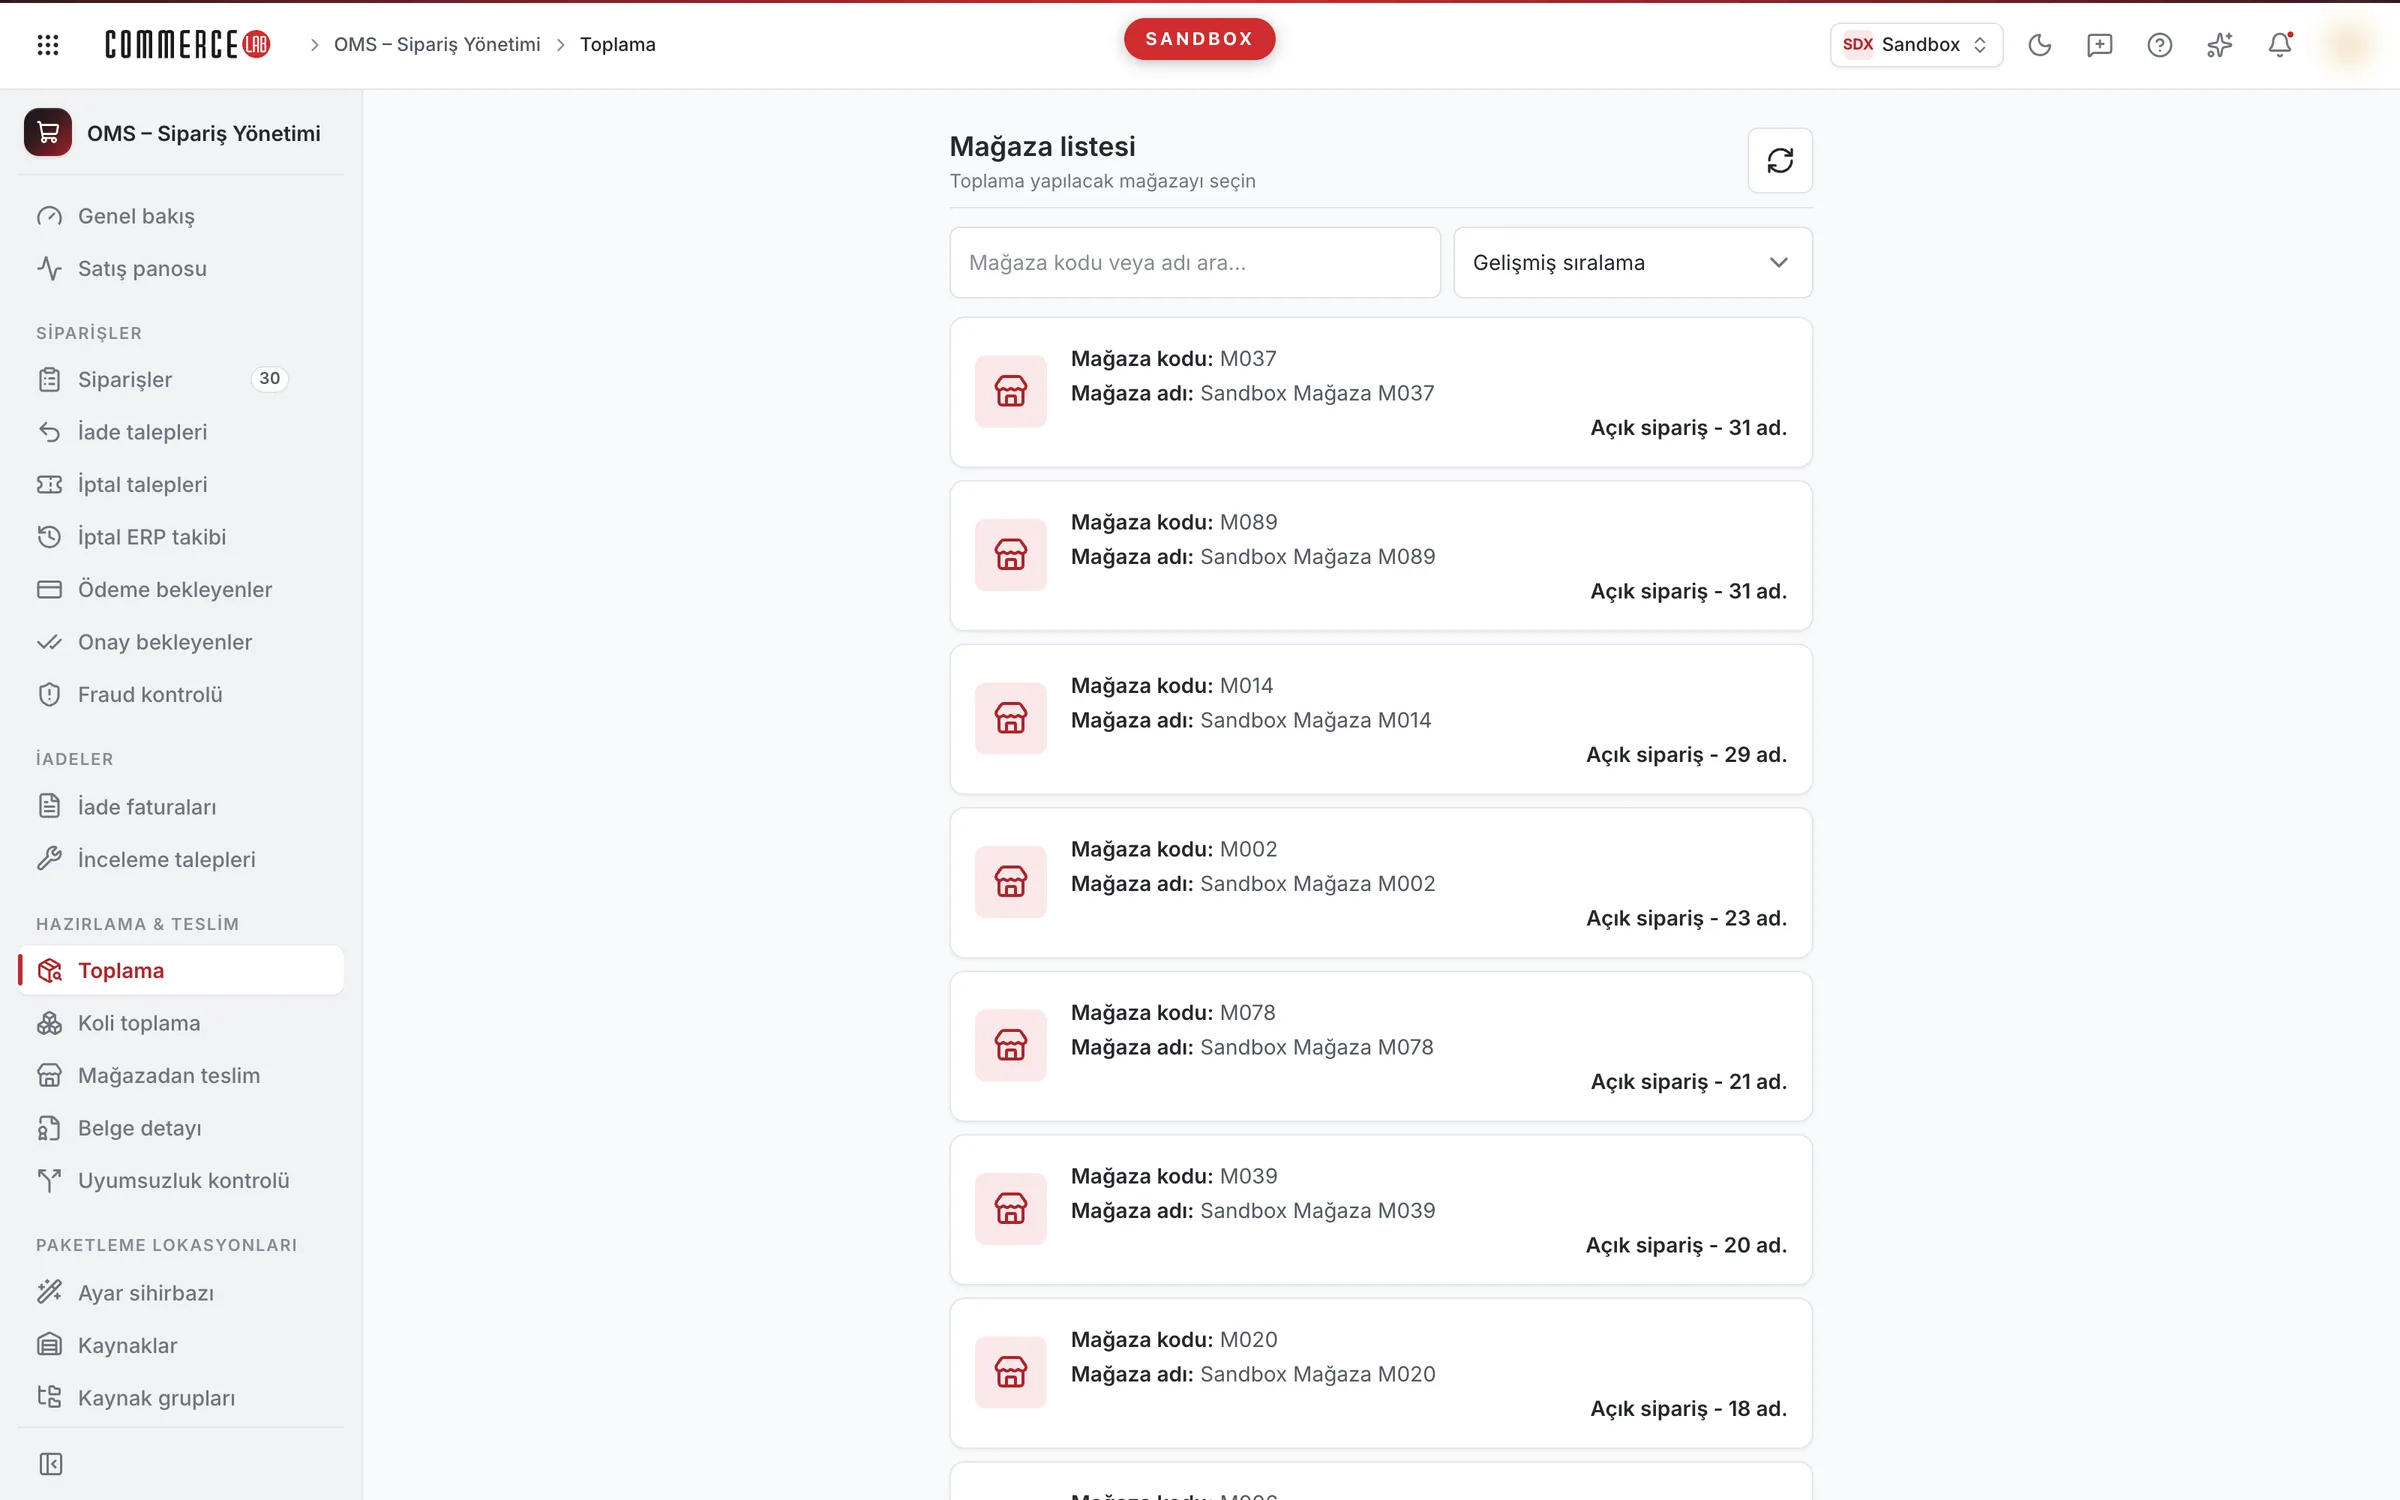 COMMERCE LAB
OMS – Sipariş Yönetimi
Toplama
SANDBOX
SDX Sandbox
OMS – Sipariş Yönetimi
Genel bakış
Satış panosu
SİPARİŞLER
Siparişler 30
İade talepleri
İptal talepleri
İptal ERP takibi
Ödeme bekleyenler
Onay bekleyenler
Fraud kontrolü
İADELER
İade faturaları
İnceleme talepleri
HAZIRLAMA & TESLİM
Toplama
Koli toplama
Mağazadan teslim
Belge detayı
Uyumsuzluk kontrolü
PAKETLEME LOKASYONLARI
Ayar sihirbazı
Kaynaklar
Kaynak grupları
Mağaza listesi
Toplama yapılacak mağazayı seçin
Mağaza kodu veya adı ara...
Gelişmiş sıralama
Mağaza kodu: M037
Mağaza adı: Sandbox Mağaza M037
Açık sipariş - 31 ad.
Mağaza kodu: M089
Mağaza adı: Sandbox Mağaza M089
Açık sipariş - 31 ad.
Mağaza kodu: M014
Mağaza adı: Sandbox Mağaza M014
Açık sipariş - 29 ad.
Mağaza kodu: M002
Mağaza adı: Sandbox Mağaza M002
Açık sipariş - 23 ad.
Mağaza kodu: M078
Mağaza adı: Sandbox Mağaza M078
Açık sipariş - 21 ad.
Mağaza kodu: M039
Mağaza adı: Sandbox Mağaza M039
Açık sipariş - 20 ad.
Mağaza kodu: M020
Mağaza adı: Sandbox Mağaza M020
Açık sipariş - 18 ad.
Mağaza kodu: